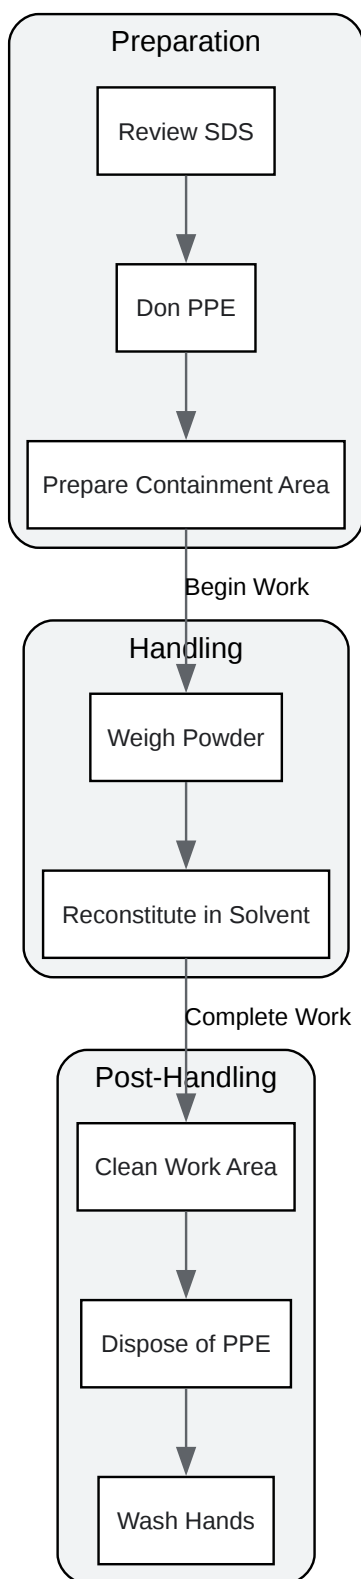 Preparation
Review SDS
Don PPE
Prepare Containment Area
Begin Work
Handling
Weigh Powder
Reconstitute in Solvent
Complete Work
Post-Handling
Clean Work Area
Dispose of PPE
Wash Hands